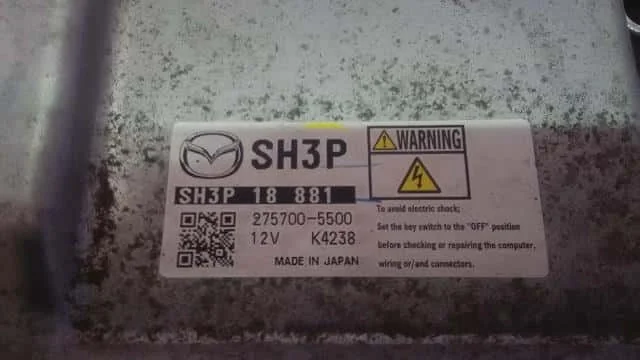 SH3P
WARNING
SH3P 18 881
275700-5500
12V K4238
MADE IN JAPAN
To avoid electric shock;
Set the key switch to the "OFF" position
before checking or repairing the computer,
wiring or/and connectors.